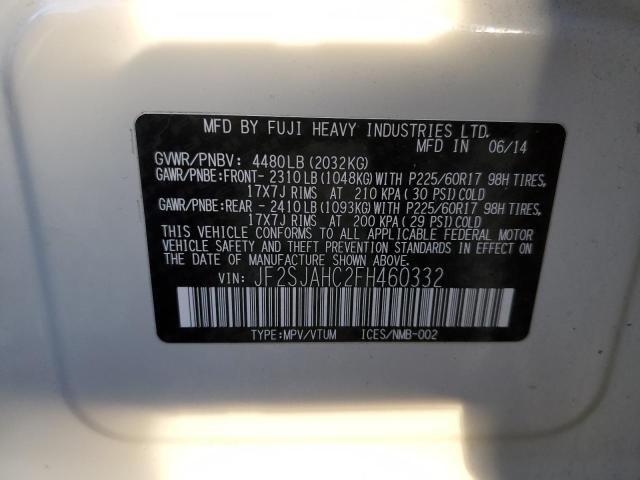 MFD BY FUJI HEAVY INDUSTRIES LTD.
MFD IN 06/14
GVWR/PNBV: 4480LB (2032KG)
GAWR/PNBE:FRONT- 2310LB(1048KG)WITH P225/60R17 98H TIRES,
17X7J RIMS AT 210 KPA (30 PSI)COLD
GAWR/PNBE:REAR - 2410LB(1093KG)WITH P225/60R17 98H TIRES,
17X7J RIMS AT 200 KPA (29 PSI)COLD
THIS VEHICLE CONFORMS TO ALL APPLICABLE FEDERAL MOTOR
VEHICLE SAFETY AND BUMPER STANDARDS IN EFFECT ON
THE DATE OF MANUFACTURE SHOWN ABOVE.
VIN: JF2SJAHC2FH460332
TYPE:MPV/VTUM ICES/NMB-002